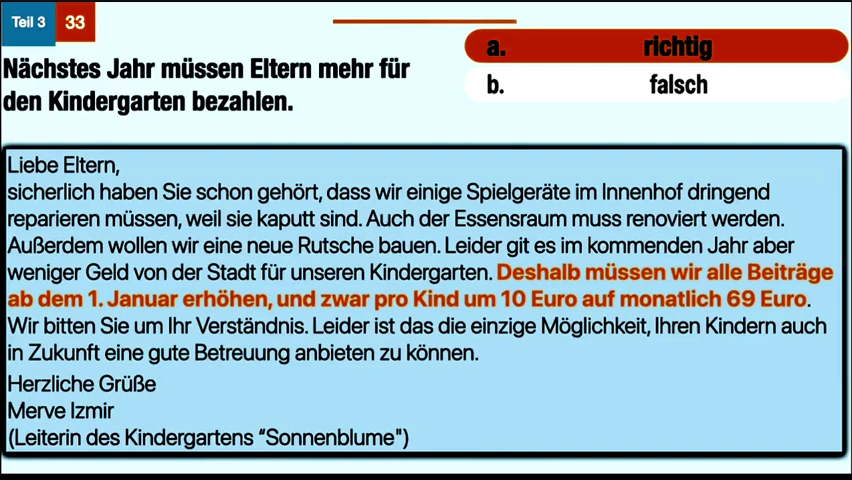 Teil 3 33
Nächstes Jahr müssen Eltern mehr für
den Kindergarten bezahlen.
a. richtig
b. falsch
Liebe Eltern,
sicherlich haben Sie schon gehört, dass wir einige Spielgeräte im Innenhof dringend
reparieren müssen, weil sie kaputt sind. Auch der Essensraum muss renoviert werden.
Außerdem wollen wir eine neue Rutsche bauen. Leider git es im kommenden Jahr aber
weniger Geld von der Stadt für unseren Kindergarten. Deshalb müssen wir alle Beiträge
ab dem 1. Januar erhöhen, und zwar pro Kind um 10 Euro auf monatlich 69 Euro.
Wir bitten Sie um Ihr Verständnis. Leider ist das die einzige Möglichkeit, Ihren Kindern auch
in Zukunft eine gute Betreuung anbieten zu können.
Herzliche Grüße
Merve Izmir
(Leiterin des Kindergartens “Sonnenblume")